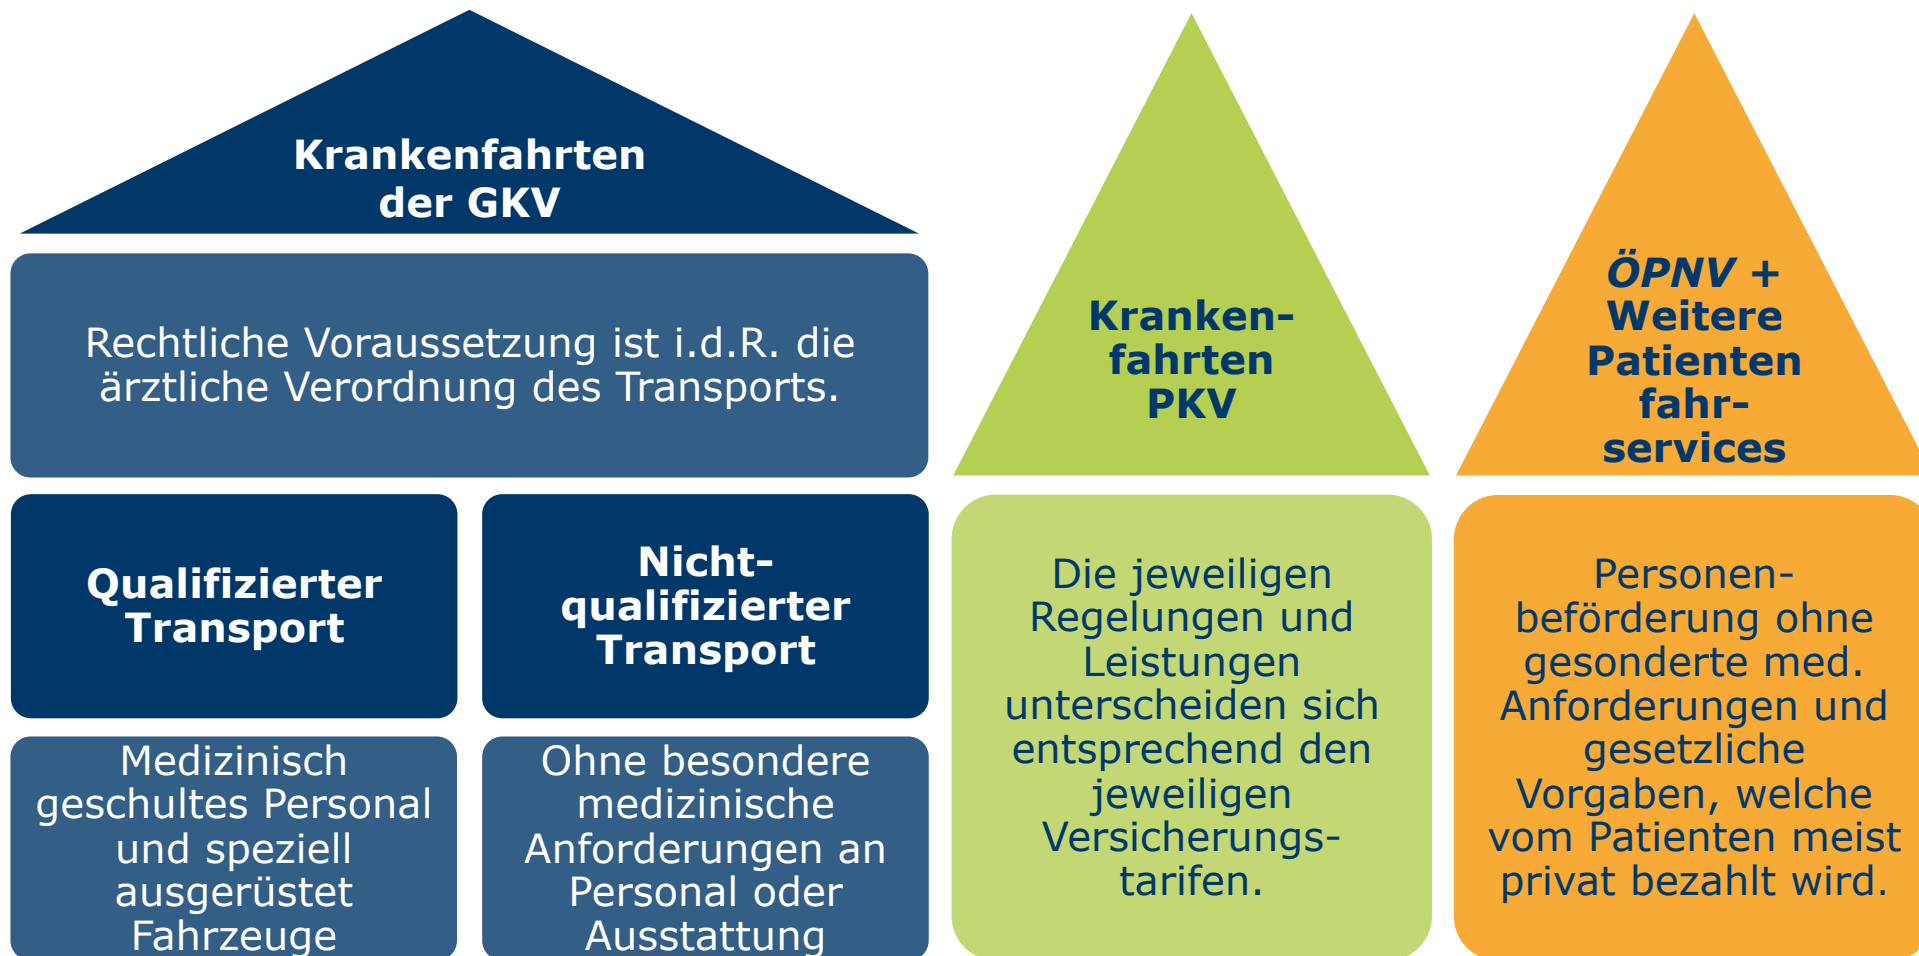 Krankenfahrten
der GKV
Rechtliche Voraussetzung ist i.d.R. die
ärztliche Verordnung des Transports.
Qualifizierter
Transport
Medizinisch
geschultes Personal
und speziell
ausgerüstet
Fahrzeuge
Nicht-
qualifizierter
Transport
Ohne besondere
medizinische
Anforderungen an
Personal oder
Ausstattung
Kranken-
fahrten
PKV
Die jeweiligen
Regelungen und
Leistungen
unterscheiden sich
entsprechend den
jeweiligen
Versicherungs-
tarifen.
ÖPNV +
Weitere
Patienten
fahr-
services
Personen-
beförderung ohne
gesonderte med.
Anforderungen und
gesetzliche
Vorgaben, welche
vom Patienten meist
privat bezahlt wird.